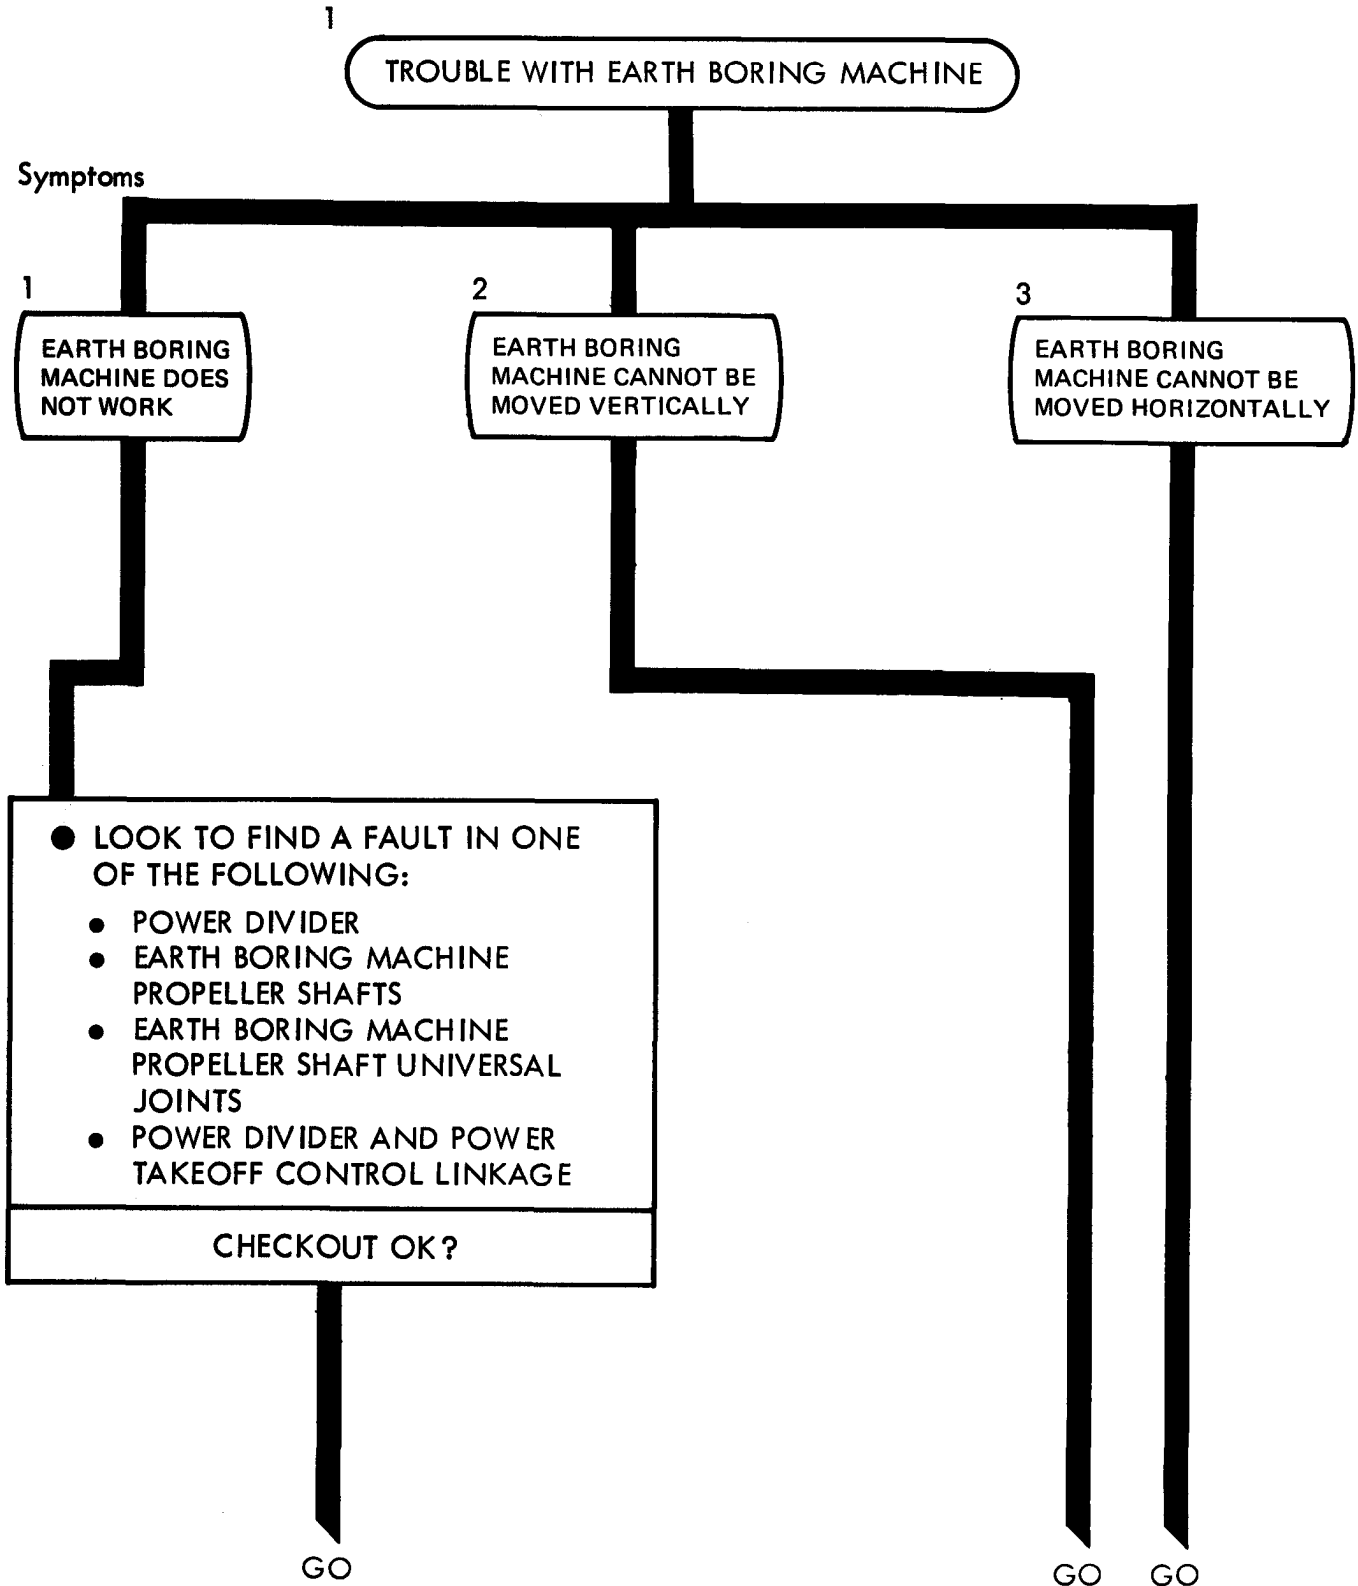 1
TROUBLE WITH EARTH BORING MACHINE
Symptoms
1
EARTH BORING
MACHINE DOES
NOT WORK
2
EARTH BORING
MACHINE CANNOT BE
MOVED VERTICALLY
3
EARTH BORING
MACHINE CANNOT BE
MOVED HORIZONTALLY
● LOOK TO FIND A FAULT IN ONE
OF THE FOLLOWING:
● POWER DIVIDER
● EARTH BORING MACHINE
PROPELLER SHAFTS
● EARTH BORING MACHINE
PROPELLER SHAFT UNIVERSAL
JOINTS
● POWER DIVIDER AND POWER
TAKEOFF CONTROL LINKAGE
CHECKOUT OK?
GO
GO
GO